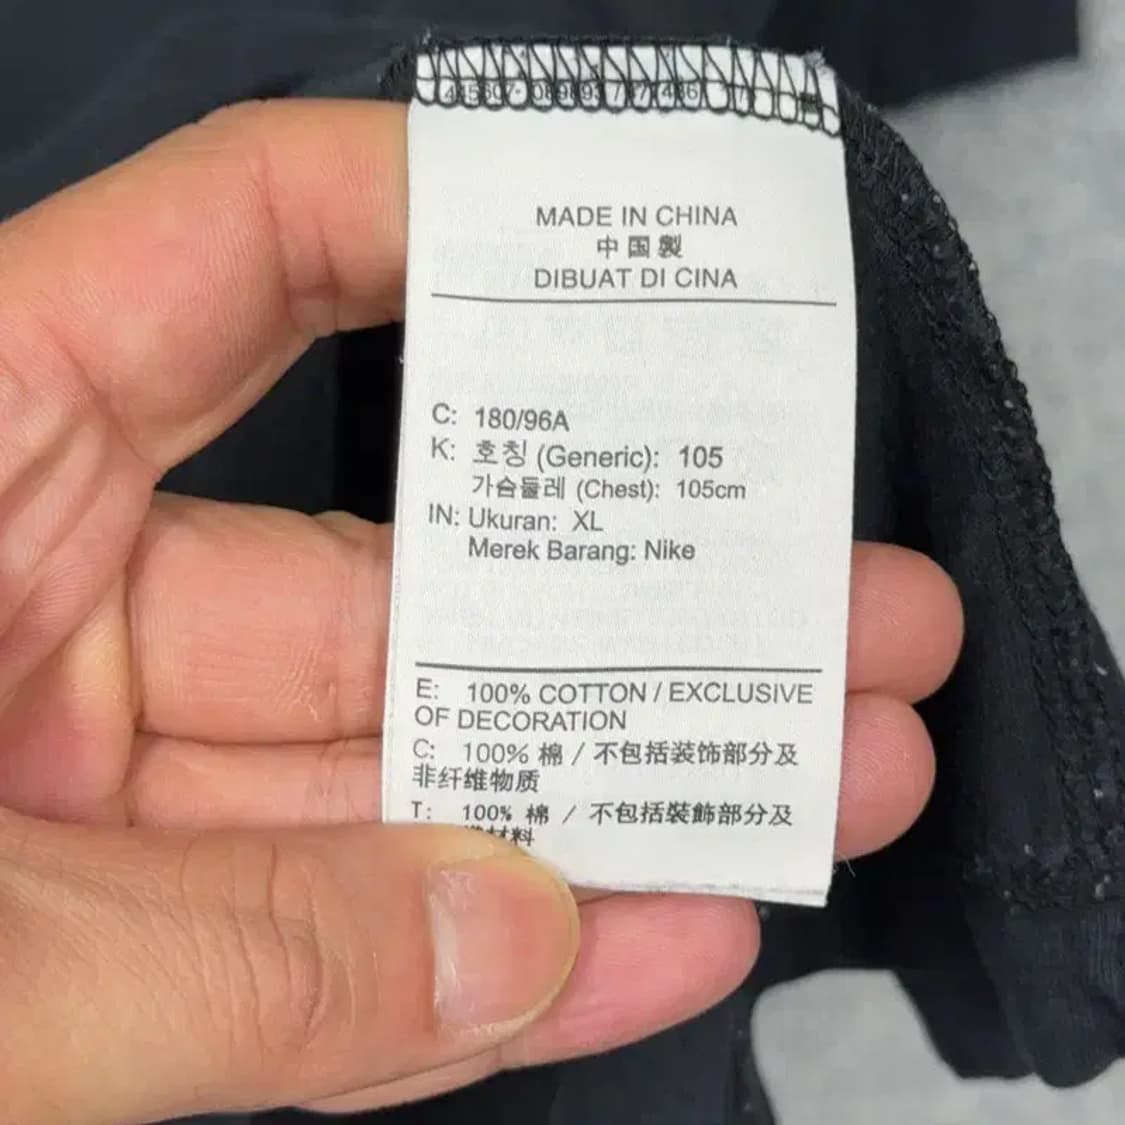 MADE IN CHINA
中国製
DIBUAT DI CINA
C: 180/96A
K: 호칭 (Generic): 105
가슴둘레 (Chest): 105cm
IN: Ukuran: XL
Merek Barang: Nike
E: 100% COTTON / EXCLUSIVE
OF DECORATION
C: 100% 棉 / 不包括装饰部分及
非纤维物质
T: 100% 棉 / 不包括裝飾部分及
材料